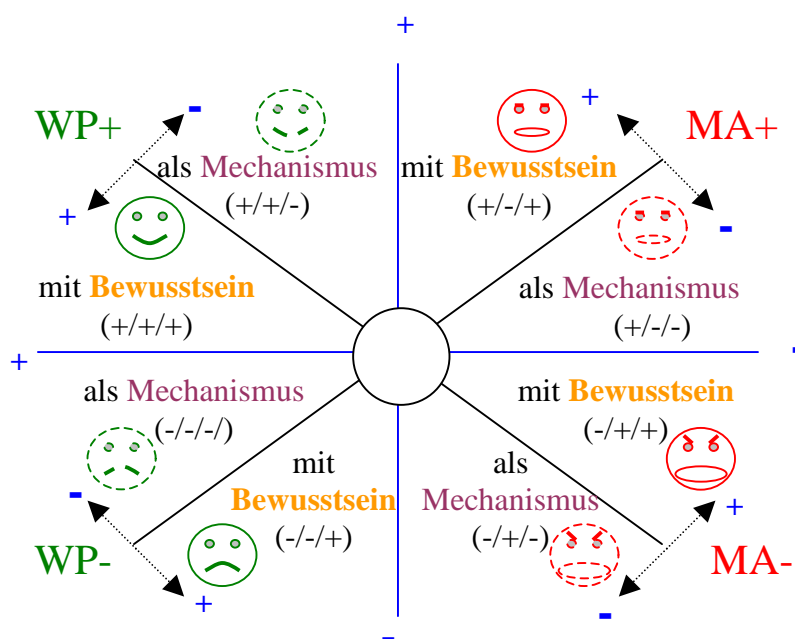 +
WP+
-
+
MA+
als Mechanismus
(+/+/-)
mit Bewusstsein
(+/-/+)
+
-
mit Bewusstsein
(+/+/+)
als Mechanismus
(+/-/-)
+
-
als Mechanismus
(-/-/-/)
mit Bewusstsein
(-/+/+)
mit
Bewusstsein
(-/-/+)
als
Mechanismus
(-/+/-)
-
+
WP-
MA-
+
-
-